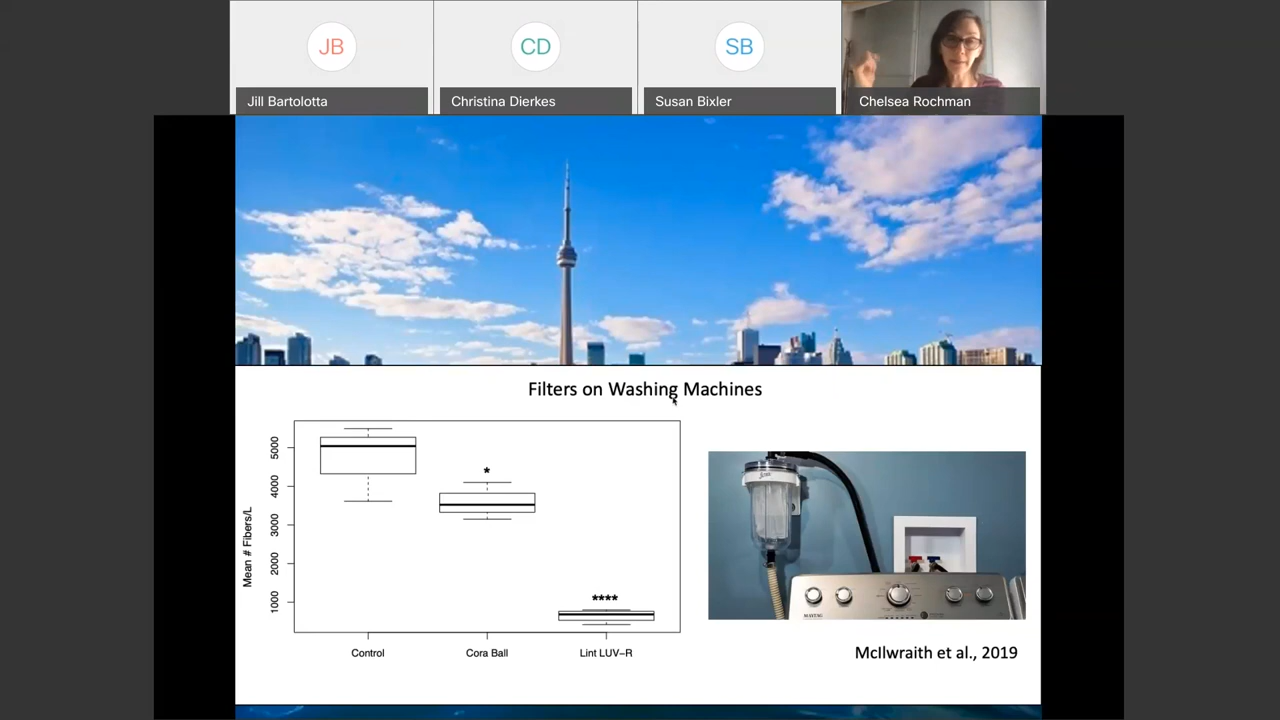 JB
CD
SB
Jill Bartolotta
Christina Dierkes
Susan Bixler
Chelsea Rochman
Filters on Washing Machines
Mean # Fibers/L
5000
4000
3000
2000
1000
*
****
Control
Cora Ball
Lint LUV-R
MAYTAG
McIlwraith et al., 2019